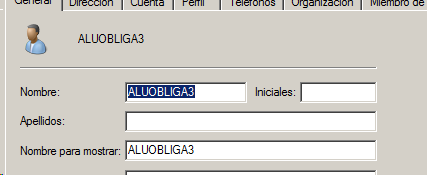 General Dirección Cuenta Perfil Teléfonos Organización Miembro de
ALUOBLIGA3
Nombre: ALUOBLIGA3 Iniciales:
Apellidos:
Nombre para mostrar: ALUOBLIGA3